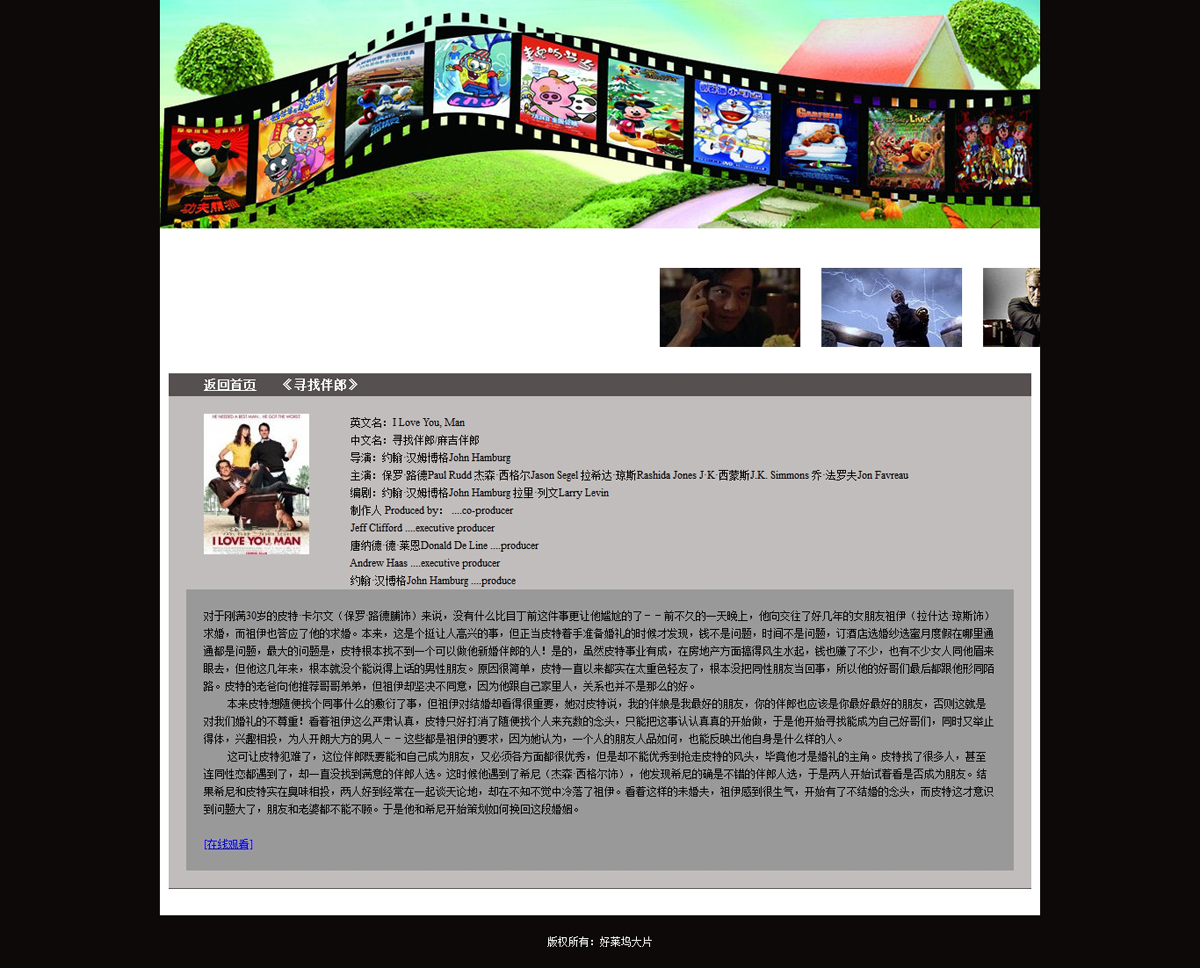 功夫熊猫
麦兜响当当
GARFIELD
Live!
返回首页 《寻找伴郎》
HE NEEDED A BEST MAN... HE GOT THE WORST.
PAUL RUDD JASON SEGEL
I LOVE YOU, MAN
英文名：I Love You, Man
中文名：寻找伴郎/麻吉伴郎
导演：约翰·汉姆博格John Hamburg
主演：保罗·路德Paul Rudd 杰森·西格尔Jason Segel 拉希达·琼斯Rashida Jones J·K·西蒙斯J.K. Simmons 乔·法罗夫Jon Favreau
编剧：约翰·汉姆博格John Hamburg 拉里·列文Larry Levin
制作人 Produced by： ....co-producer
Jeff Clifford ....executive producer
唐纳德·德·莱恩Donald De Line ....producer
Andrew Haas ....executive producer
约翰·汉博格John Hamburg ....produce
对于刚满30岁的皮特·卡尔文（保罗·路德脯饰）来说，没有什么比目丁前这件事更让他尴尬的了－－前不久的一天晚上，他向交往了好几年的女朋友祖伊（拉什达·琼斯饰）
求婚，而祖伊也答应了他的求婚。本来，这是个挺让人高兴的事，但正当皮特着手准备婚礼的时候才发现，钱不是问题，时间不是问题，订酒店选婚纱选蜜月度假在哪里通
通都是问题，最大的问题是，皮特根本找不到一个可以做他新婚伴郎的人！是的，虽然皮特事业有成，在房地产方面搞得风生水起，钱也赚了不少，也有不少女人同他眉来
眼去，但他这几年来，根本就没个能说得上话的男性朋友。原因很简单，皮特一直以来都实在太重色轻友了，根本没把同性朋友当回事，所以他的好哥们最后都跟他形同陌
路。皮特的老爸向他推荐哥哥弟弟，但祖伊却坚决不同意，因为他跟自己家里人，关系也并不是那么的好。
本来皮特想随便找个同事什么的敷衍了事，但祖伊对结婚却看得很重要，她对皮特说，我的伴娘是我最好的朋友，你的伴郎也应该是你最好最好的朋友，否则这就是
对我们婚礼的不尊重！看着祖伊这么严肃认真，皮特只好打消了随便找个人来充数的念头，只能把这事认认真真的开始做，于是他开始寻找能成为自己好哥们，同时又举止
得体，兴趣相投，为人开朗大方的男人－－这些都是祖伊的要求，因为她认为，一个人的朋友人品如何，也能反映出他自身是什么样的人。
这可让皮特犯难了，这位伴郎既要能和自己成为朋友，又必须各方面都很优秀，但是却不能优秀到抢走皮特的风头，毕竟他才是婚礼的主角。皮特找了很多人，甚至
连同性恋都遇到了，却一直没找到满意的伴郎人选。这时候他遇到了希尼（杰森·西格尔饰），他发现希尼的确是不错的伴郎人选，于是两人开始试着看是否成为朋友。结
果希尼和皮特实在臭味相投，两人好到经常在一起谈天论地，却在不知不觉中冷落了祖伊。看着这样的未婚夫，祖伊感到很生气，开始有了不结婚的念头，而皮特这才意识
到问题大了，朋友和老婆都不能不顾。于是他和希尼开始策划如何挽回这段婚姻。
[在线观看]
版权所有：好莱坞大片